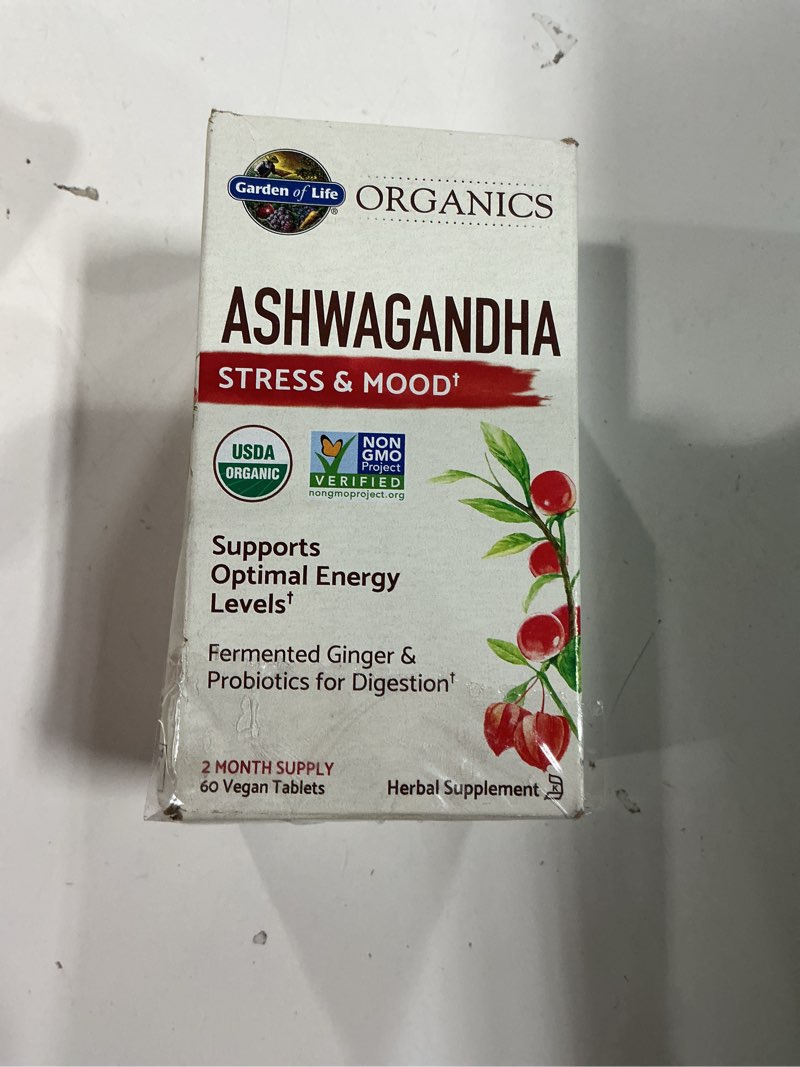 Garden of Life®
ORGANICS
ASHWAGANDHA
STRESS & MOOD†
USDA
ORGANIC
NON
GMO
Project
VERIFIED
nongmoproject.org
Supports
Optimal Energy
Levels†
Fermented Ginger &
Probiotics for Digestion†
2 MONTH SUPPLY
60 Vegan Tablets
Herbal Supplement